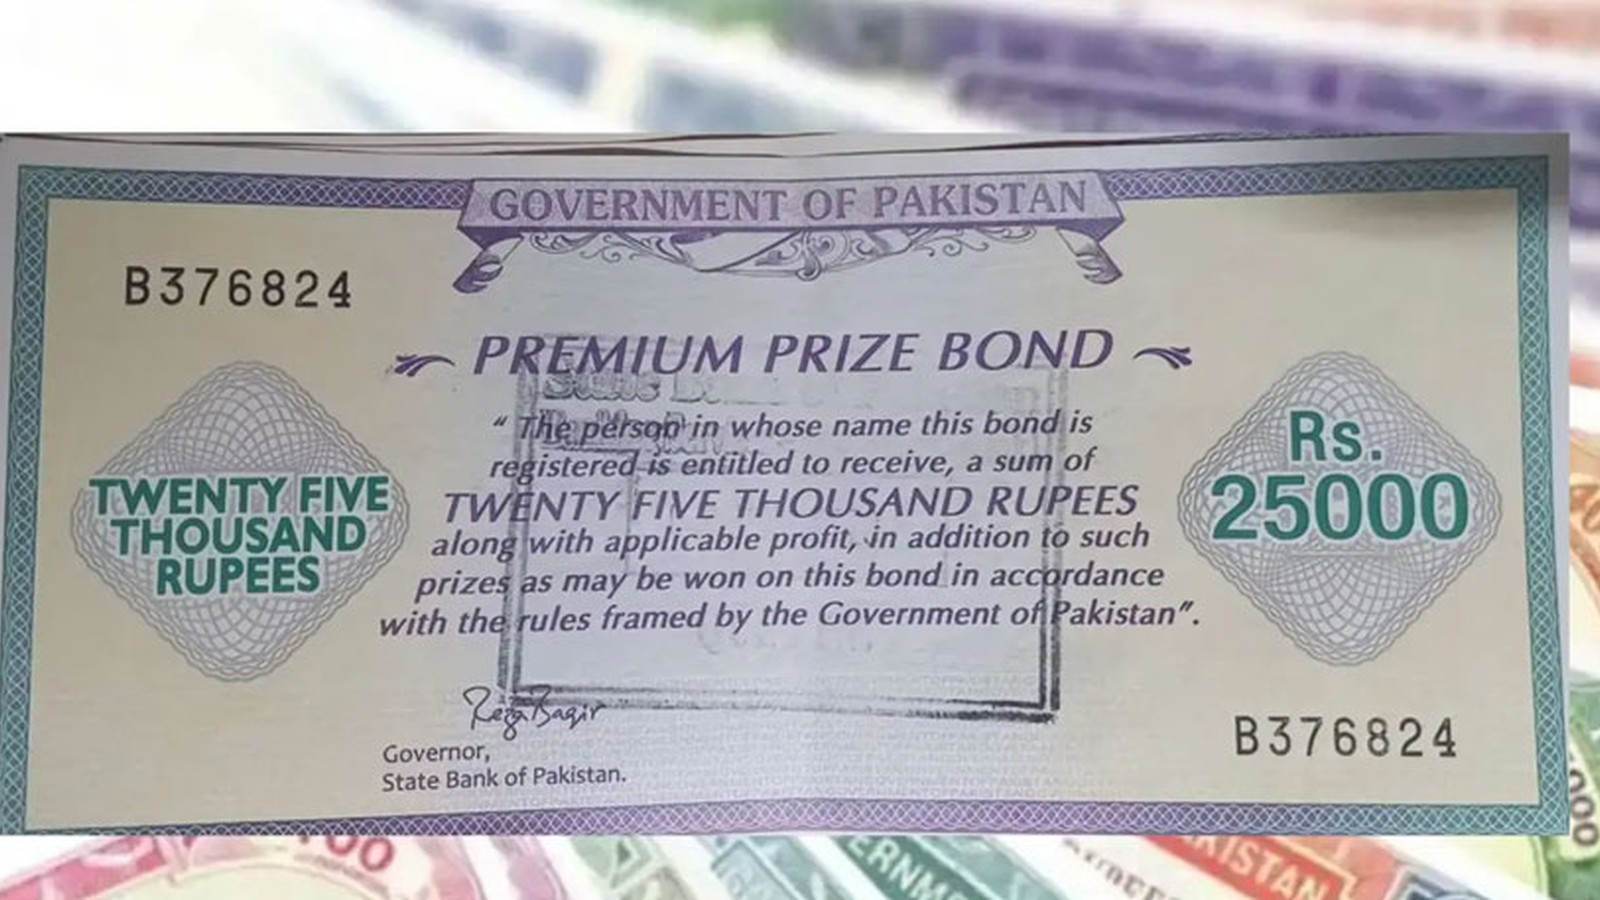 GOVERNMENT OF PAKISTAN
B376824
PREMIUM PRIZE BOND
State
" The person in whose name this bond is
registered is entitled to receive, a sum of
TWENTY FIVE THOUSAND RUPEES
along with applicable profit, in addition to such
prizes as may be won on this bond in accordance
with the rules framed by the Government of Pakistan".
TWENTY FIVE
THOUSAND
RUPEES
Rs.
25000
Reza Baqir
Governor,
State Bank of Pakistan.
B376824